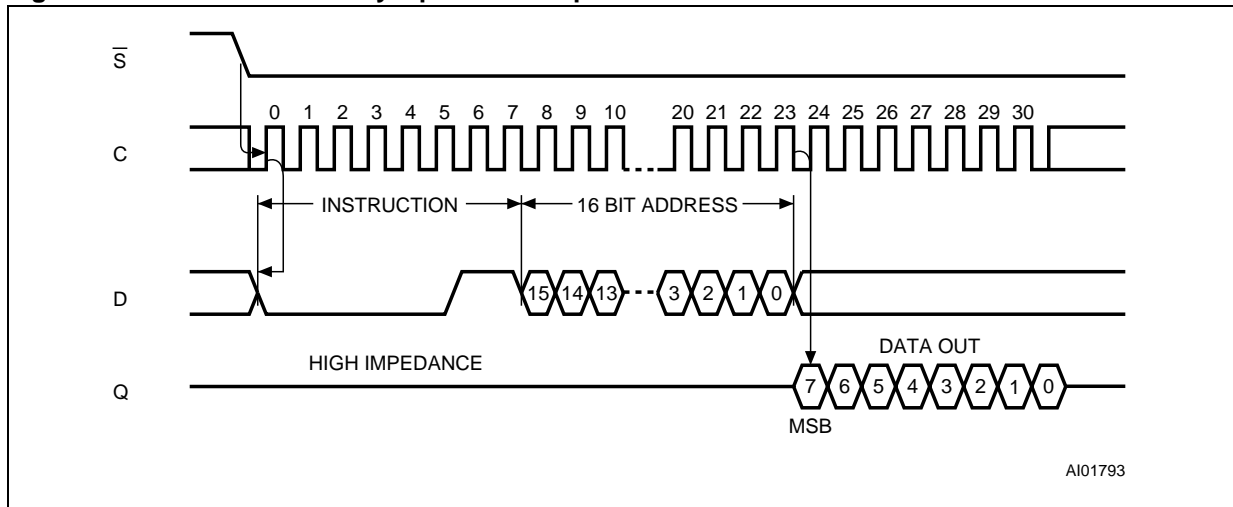 S̅
0 1 2 3 4 5 6 7 8 9 10 20 21 22 23 24 25 26 27 28 29 30
C
INSTRUCTION 16 BIT ADDRESS
D 15 14 13 3 2 1 0
HIGH IMPEDANCE DATA OUT
Q 7 6 5 4 3 2 1 0
MSB
AI01793